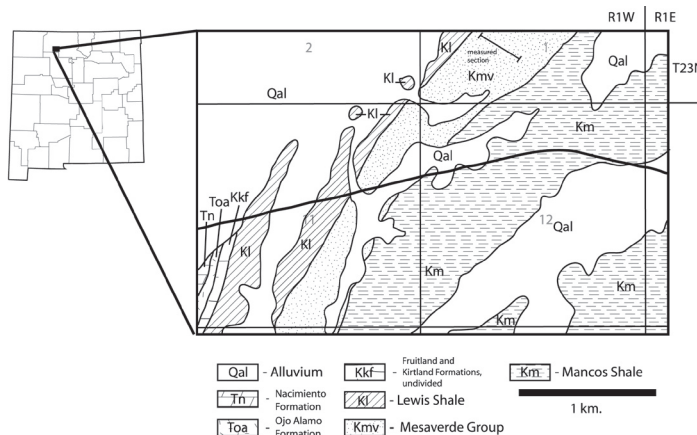 R1W R1E
2
Kl
1
measured
section
Kmv
Qal
T23N
Kl
Qal
Kl
Km
Qal
Tn
Toa
Kkf
11
12
Qal
Kl
Kl
Km
Km
Km
Qal - Alluvium
Tn - Nacimiento
Formation
Toa - Ojo Alamo
Formation
Kkf - Fruitland and
Kirtland Formations,
undivided
Kl - Lewis Shale
Kmv - Mesaverde Group
Km - Mancos Shale
1 km.